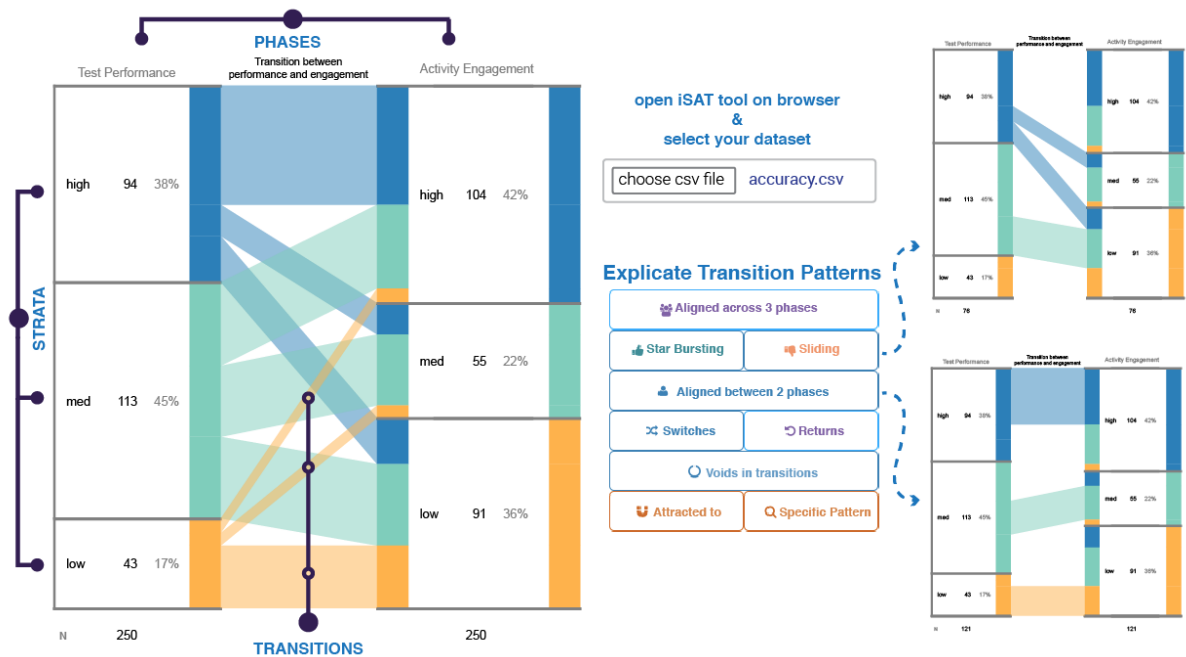 PHASES
Transition between
performance and engagement
Test Performance
Activity Engagement
high 94 38%
med 113 45%
low 43 17%
high 104 42%
med 55 22%
low 91 36%
STRATA
N 250 250
TRANSITIONS
open iSAT tool on browser
&
select your dataset
choose csv file accuracy.csv
Explicate Transition Patterns
Aligned across 3 phases
Star Bursting Sliding
Aligned between 2 phases
Switches Returns
Voids in transitions
Attracted to Specific Pattern
Transition between
performance and engagement
Test Performance
Activity Engagement
high 94 38%
med 113 45%
low 43 17%
high 104 42%
med 55 22%
low 91 36%
N 76 76
Transition between
performance and engagement
Test Performance
Activity Engagement
high 94 38%
med 113 45%
low 43 17%
high 104 42%
med 55 22%
low 91 36%
N 121 121